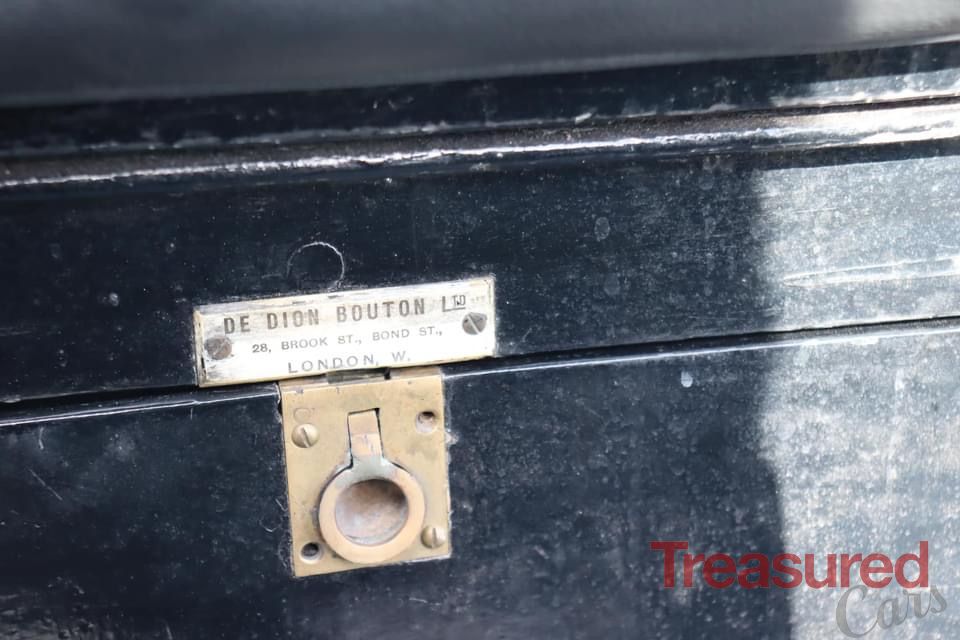 DE DION BOUTON LTD
28, BROOK ST., BOND ST.,
LONDON, W.
Treasured
Cars